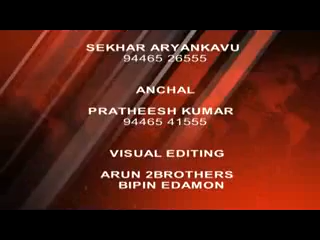 SEKHAR ARYANKAVU
94465 26555
ANCHAL
PRATHEESH KUMAR
94465 41555
VISUAL EDITING
ARUN 2BROTHERS
BIPIN EDAMON